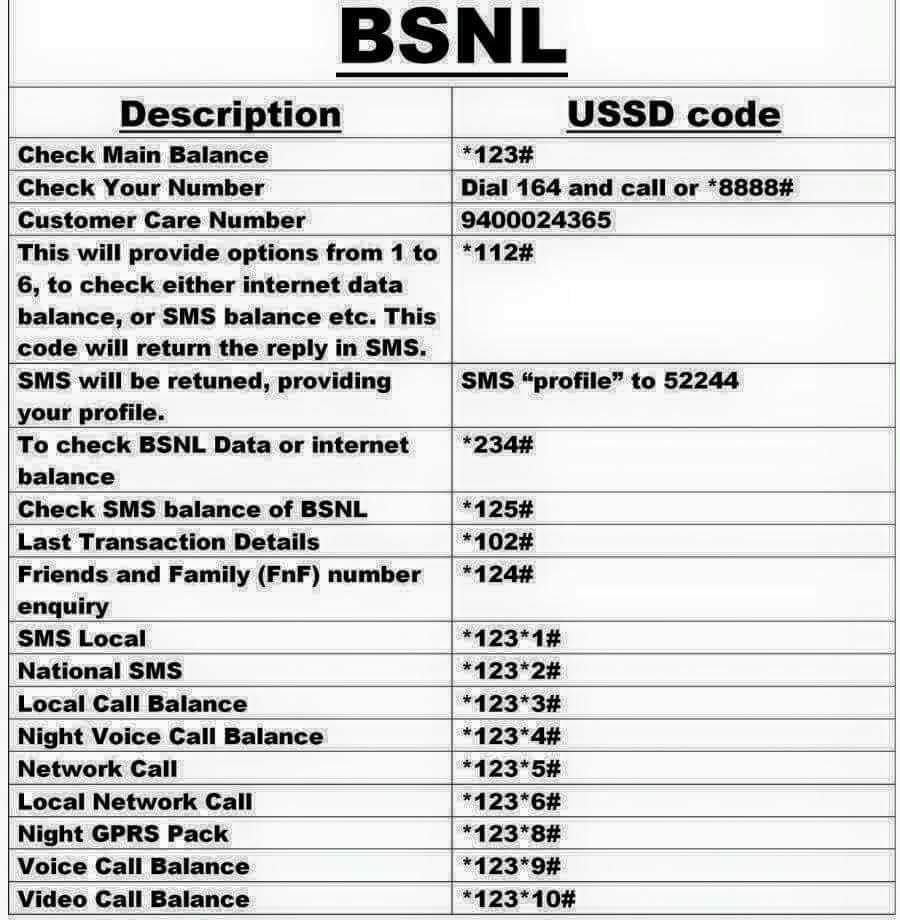 BSNL
Description USSD code
Check Main Balance *123#
Check Your Number Dial 164 and call or *8888#
Customer Care Number 9400024365
This will provide options from 1 to *112#
6, to check either internet data
balance, or SMS balance etc. This
code will return the reply in SMS.
SMS will be retuned, providing SMS “profile” to 52244
your profile.
To check BSNL Data or internet *234#
balance
Check SMS balance of BSNL *125#
Last Transaction Details *102#
Friends and Family (FnF) number *124#
enquiry
SMS Local *123*1#
National SMS *123*2#
Local Call Balance *123*3#
Night Voice Call Balance *123*4#
Network Call *123*5#
Local Network Call *123*6#
Night GPRS Pack *123*8#
Voice Call Balance *123*9#
Video Call Balance *123*10#